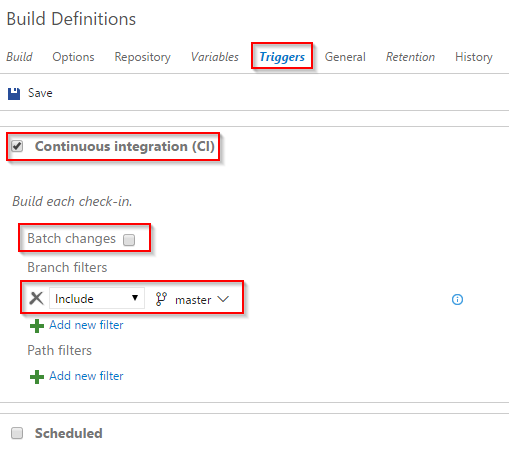 Build Definitions
Build Options Repository Variables Triggers General Retention History
Save
Continuous integration (CI)
Build each check-in.
Batch changes
Branch filters
Include master
Add new filter
Path filters
Add new filter
Scheduled